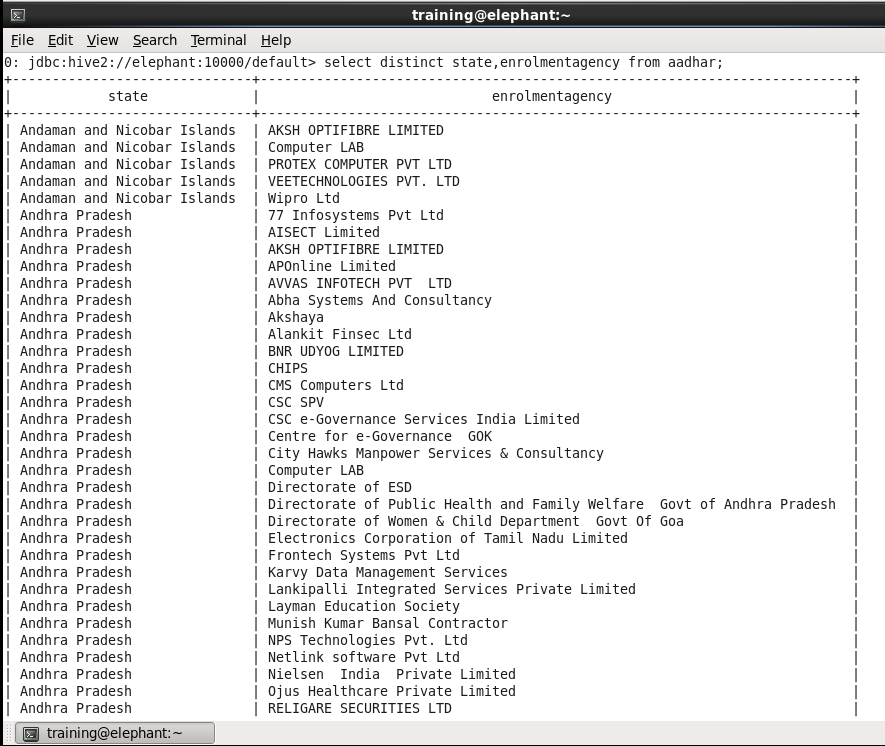 training@elephant:~
File Edit View Search Terminal Help
0: jdbc:hive2://elephant:10000/default> select distinct state,enrolmentagency from aadhar;
+------------------------------+--------------------------------------------------------------------------+
| state | enrolmentagency |
+------------------------------+--------------------------------------------------------------------------+
| Andaman and Nicobar Islands | AKSH OPTIFIBRE LIMITED |
| Andaman and Nicobar Islands | Computer LAB |
| Andaman and Nicobar Islands | PROTEX COMPUTER PVT LTD |
| Andaman and Nicobar Islands | VEETECHNOLOGIES PVT. LTD |
| Andaman and Nicobar Islands | Wipro Ltd |
| Andhra Pradesh | 77 Infosystems Pvt Ltd |
| Andhra Pradesh | AISECT Limited |
| Andhra Pradesh | AKSH OPTIFIBRE LIMITED |
| Andhra Pradesh | APOnline Limited |
| Andhra Pradesh | AVVAS INFOTECH PVT  LTD |
| Andhra Pradesh | Abha Systems And Consultancy |
| Andhra Pradesh | Akshaya |
| Andhra Pradesh | Alankit Finsec Ltd |
| Andhra Pradesh | BNR UDYOG LIMITED |
| Andhra Pradesh | CHIPS |
| Andhra Pradesh | CMS Computers Ltd |
| Andhra Pradesh | CSC SPV |
| Andhra Pradesh | CSC e-Governance Services India Limited |
| Andhra Pradesh | Centre for e-Governance  GOK |
| Andhra Pradesh | City Hawks Manpower Services & Consultancy |
| Andhra Pradesh | Computer LAB |
| Andhra Pradesh | Directorate of ESD |
| Andhra Pradesh | Directorate of Public Health and Family Welfare  Govt of Andhra Pradesh |
| Andhra Pradesh | Directorate of Women & Child Department  Govt Of Goa |
| Andhra Pradesh | Electronics Corporation of Tamil Nadu Limited |
| Andhra Pradesh | Frontech Systems Pvt Ltd |
| Andhra Pradesh | Karvy Data Management Services |
| Andhra Pradesh | Lankipalli Integrated Services Private Limited |
| Andhra Pradesh | Layman Education Society |
| Andhra Pradesh | Munish Kumar Bansal Contractor |
| Andhra Pradesh | NPS Technologies Pvt. Ltd |
| Andhra Pradesh | Netlink software Pvt Ltd |
| Andhra Pradesh | Nielsen  India  Private Limited |
| Andhra Pradesh | Ojus Healthcare Private Limited |
| Andhra Pradesh | RELIGARE SECURITIES LTD |
training@elephant:~